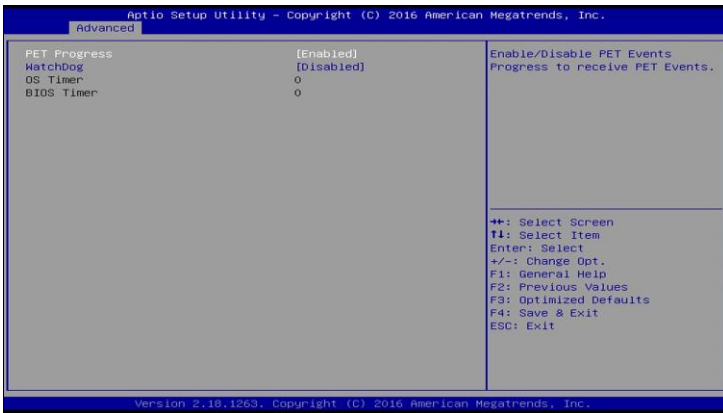 Aptio Setup Utility – Copyright (C) 2016 American Megatrends, Inc.
Advanced
PET Progress [Enabled]
WatchDog [Disabled]
OS Timer 0
BIOS Timer 0
Enable/Disable PET Events
Progress to receive PET Events.
→←: Select Screen
↑↓: Select Item
Enter: Select
+/-: Change Opt.
F1: General Help
F2: Previous Values
F3: Optimized Defaults
F4: Save & Exit
ESC: Exit
Version 2.18.1263. Copyright (C) 2016 American Megatrends, Inc.